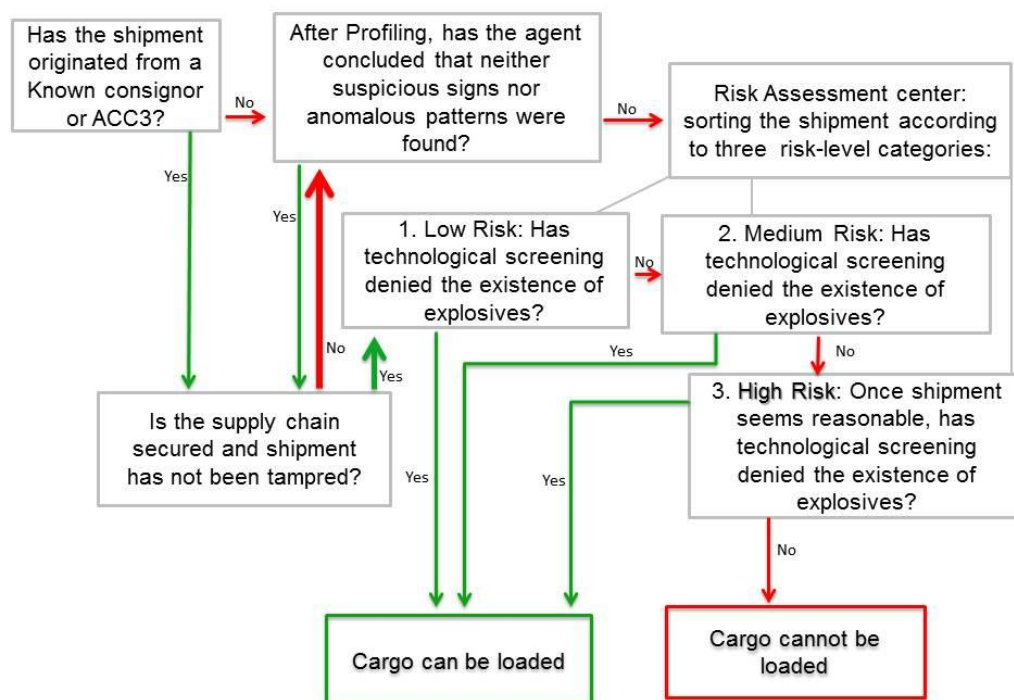 Has the shipment
originated from a
Known consignor
or ACC3?
No
After Profiling, has the agent
concluded that neither
suspicious signs nor
anomalous patterns were
found?
No
Risk Assessment center:
sorting the shipment according
to three risk-level categories:
Yes
Yes
1. Low Risk: Has
technological screening
denied the existence of
explosives?
No
2. Medium Risk: Has
technological screening
denied the existence of
explosives?
No
Yes
Yes
No
Is the supply chain
secured and shipment
has not been tampred?
3. High Risk: Once shipment
seems reasonable, has
technological screening
denied the existence of
explosives?
Yes
Yes
No
Cargo can be loaded
Cargo cannot be
loaded